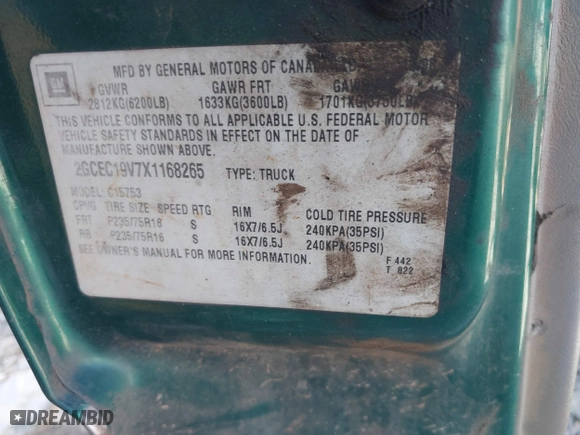 GM
MFD BY GENERAL MOTORS OF CANADA
GVWR GAWR FRT
2812KG(6200LB) 1633KG(3600LB) 1701KG(3750LB)
THIS VEHICLE CONFORMS TO ALL APPLICABLE U.S. FEDERAL MOTOR
VEHICLE SAFETY STANDARDS IN EFFECT ON THE DATE OF
MANUFACTURE SHOWN ABOVE.
2GCEC19V7X1168265 TYPE: TRUCK
MODEL: C15753
TIRE SIZE SPEED RTG RIM COLD TIRE PRESSURE
FRT P235/75R16 S 16X7/6.5J 240KPA(35PSI)
RR P235/75R16 S 16X7/6.5J 240KPA(35PSI)
SEE OWNER'S MANUAL FOR MORE INFORMATION.
F 442
T 822
DREAMBID